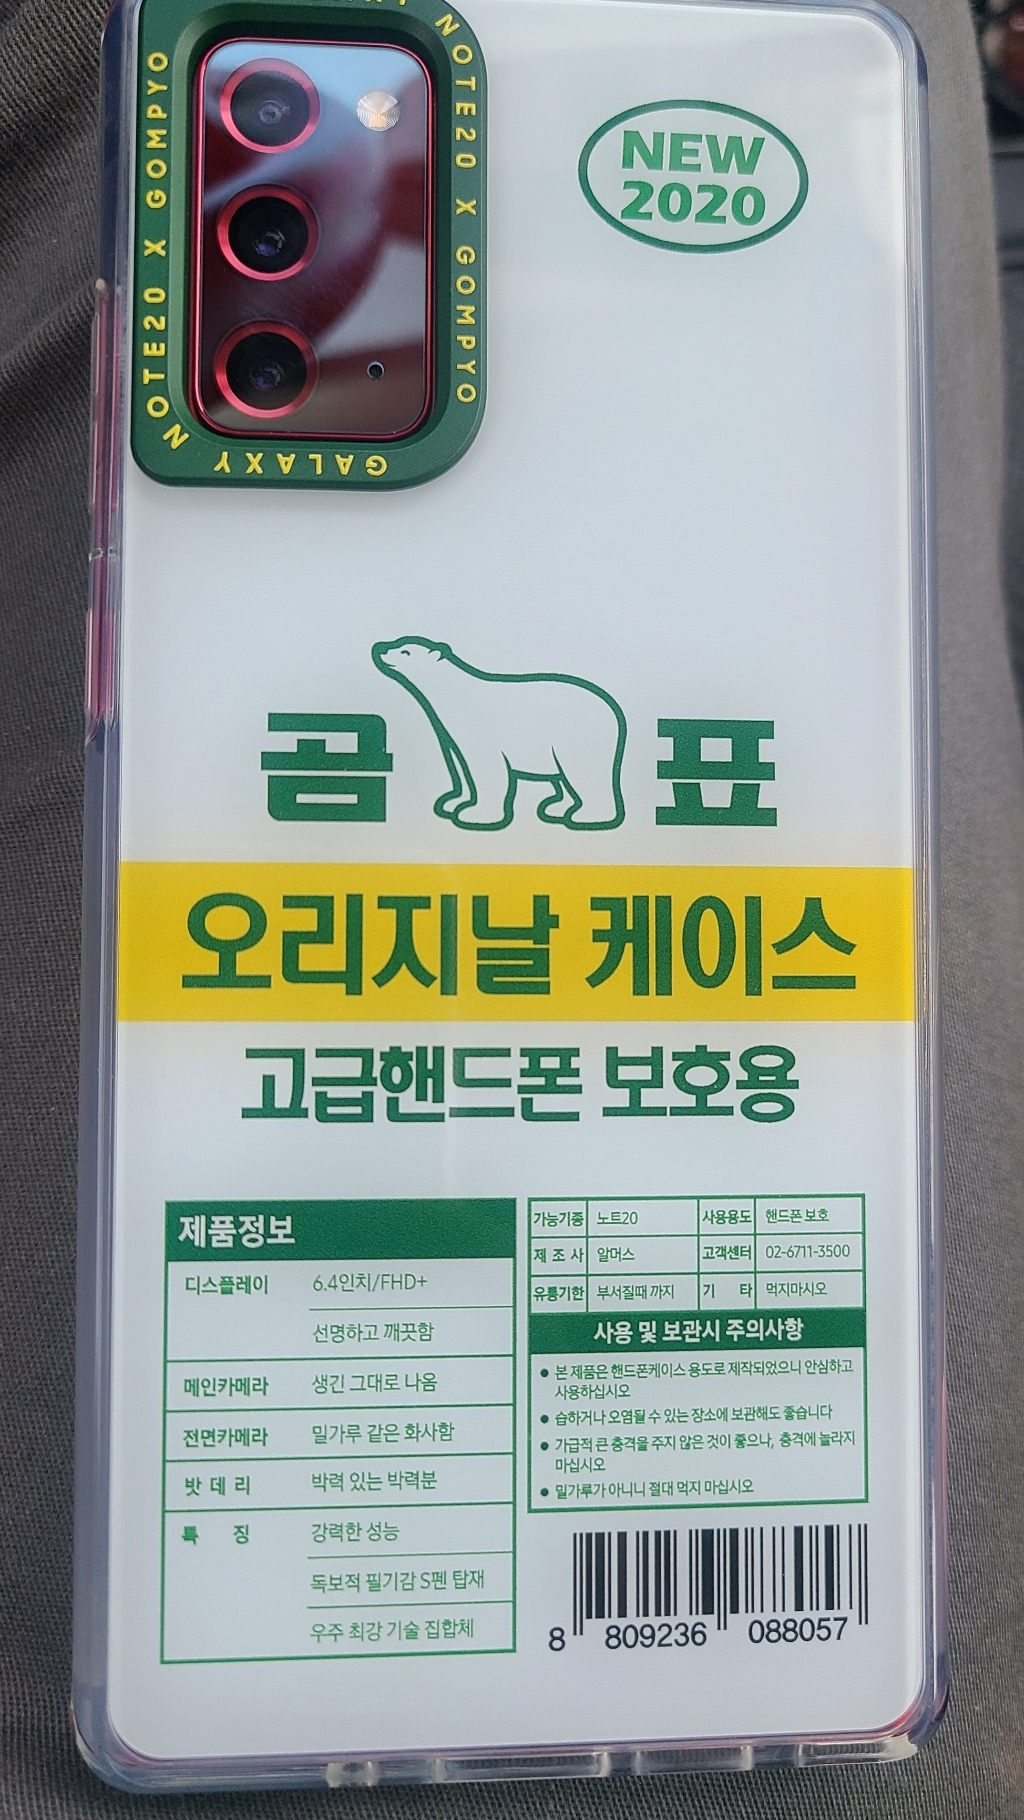 NOTE20 X GOMPYO
NOTE20 X GOMPYO
GALAXY
NEW
2020
곰표
오리지날 케이스
고급핸드폰 보호용
제품정보
디스플레이 6.4인치/FHD+
선명하고 깨끗함
메인카메라 생긴 그대로 나옴
전면카메라 밀가루 같은 화사함
밧데리 박력 있는 박력분
특 징 강력한 성능
독보적 필기감 S펜 탑재
우주 최강 기술 집합체
가능기종 노트20 사용용도 핸드폰 보호
제조사 알머스 고객센터 02-6711-3500
유통기한 부서질때 까지 기 타 먹지마시오
사용 및 보관시 주의사항
● 본 제품은 핸드폰케이스 용도로 제작되었으니 안심하고
사용하십시오
● 습하거나 오염될 수 있는 장소에 보관해도 좋습니다
● 가급적 큰 충격을 주지 않은 것이 좋으나, 충격에 놀라지
마십시오
● 밀가루가 아니니 절대 먹지 마십시오
8 809236 088057